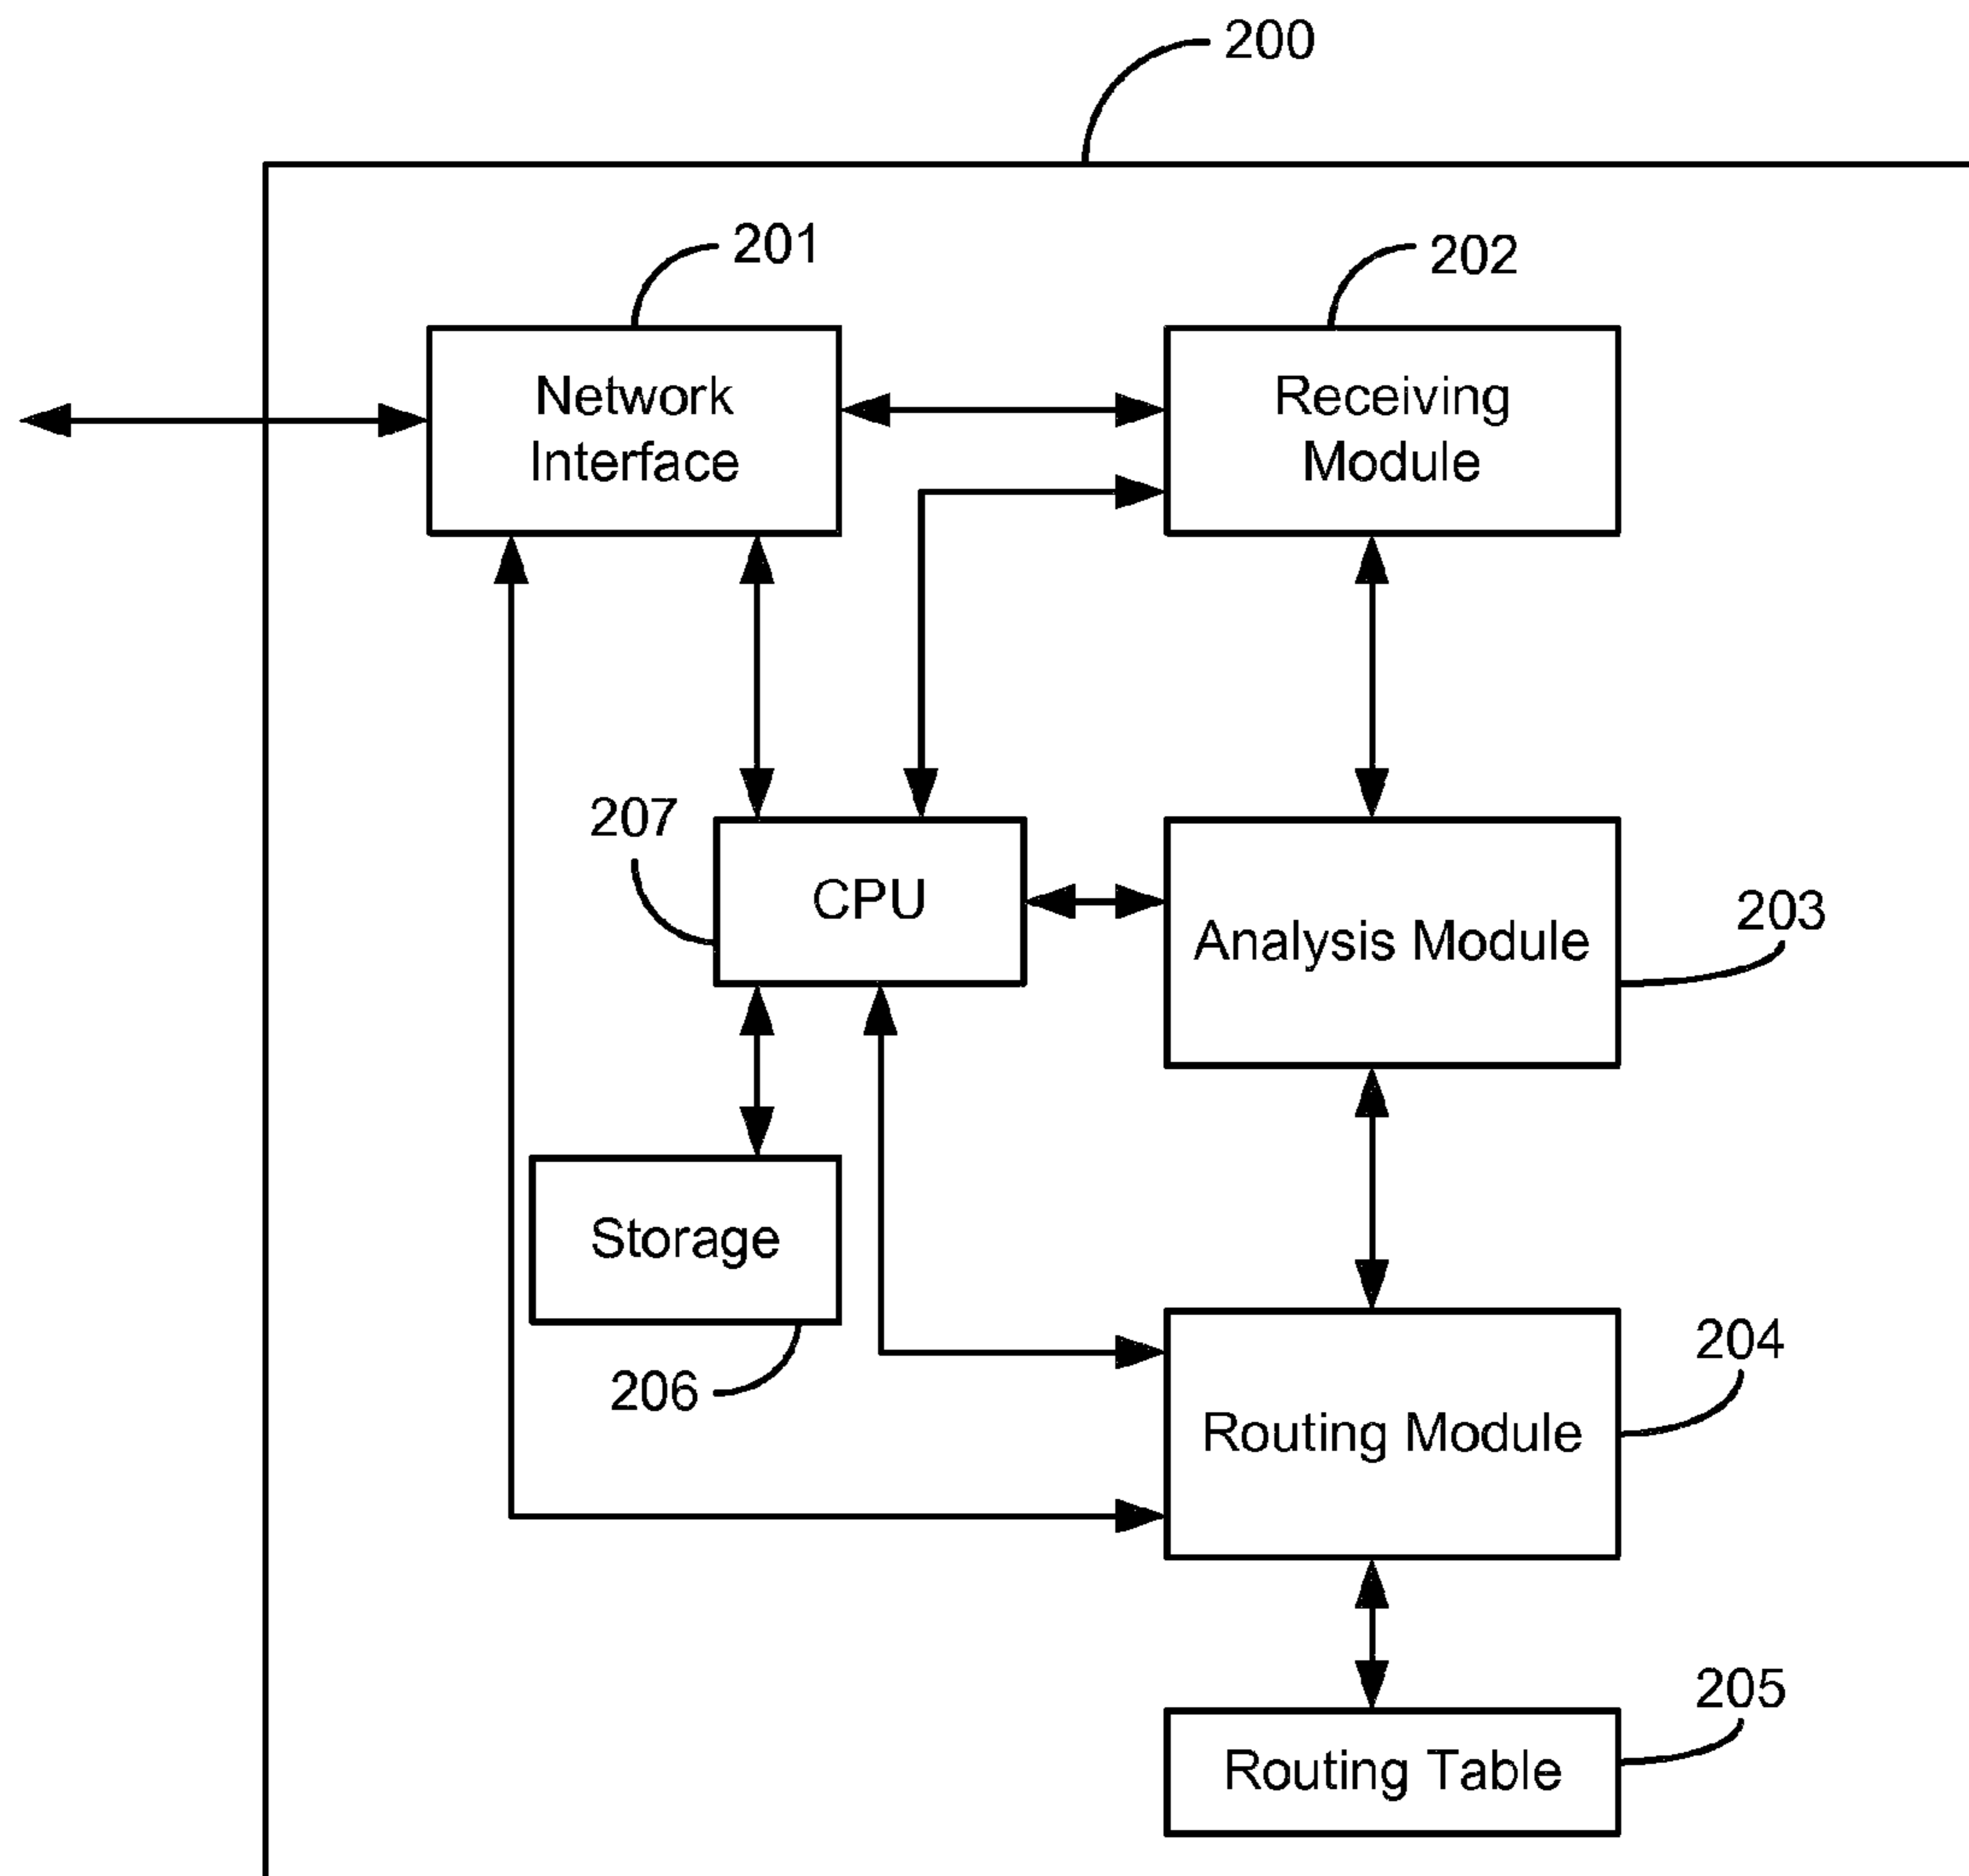 200
201
202
Network
Interface
Receiving
Module
207
CPU
203
Analysis Module
Storage
206
204
Routing Module
205
Routing Table